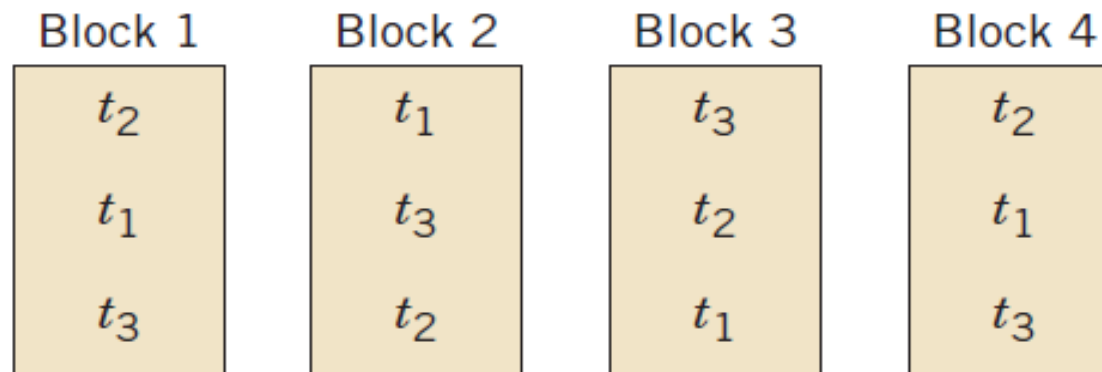 Block 1 Block 2 Block 3 Block 4
t₂ t₁ t₃ t₂
t₁ t₃ t₂ t₁
t₃ t₂ t₁ t₃